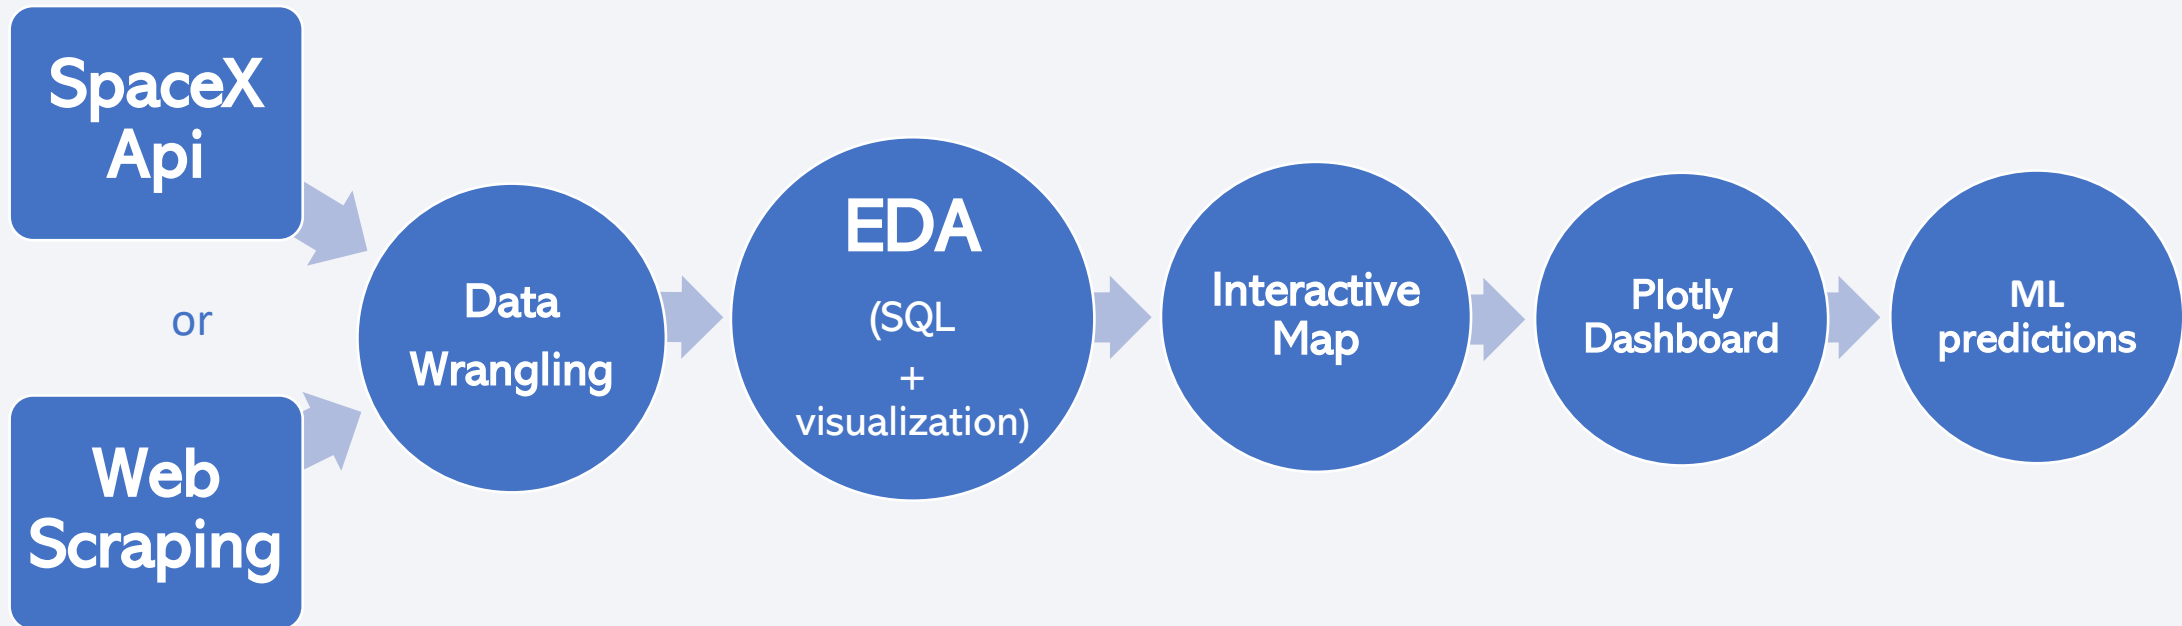 SpaceX
Api
or
Web
Scraping
Data
Wrangling
EDA
(SQL
+
visualization)
Interactive
Map
Plotly
Dashboard
ML
predictions